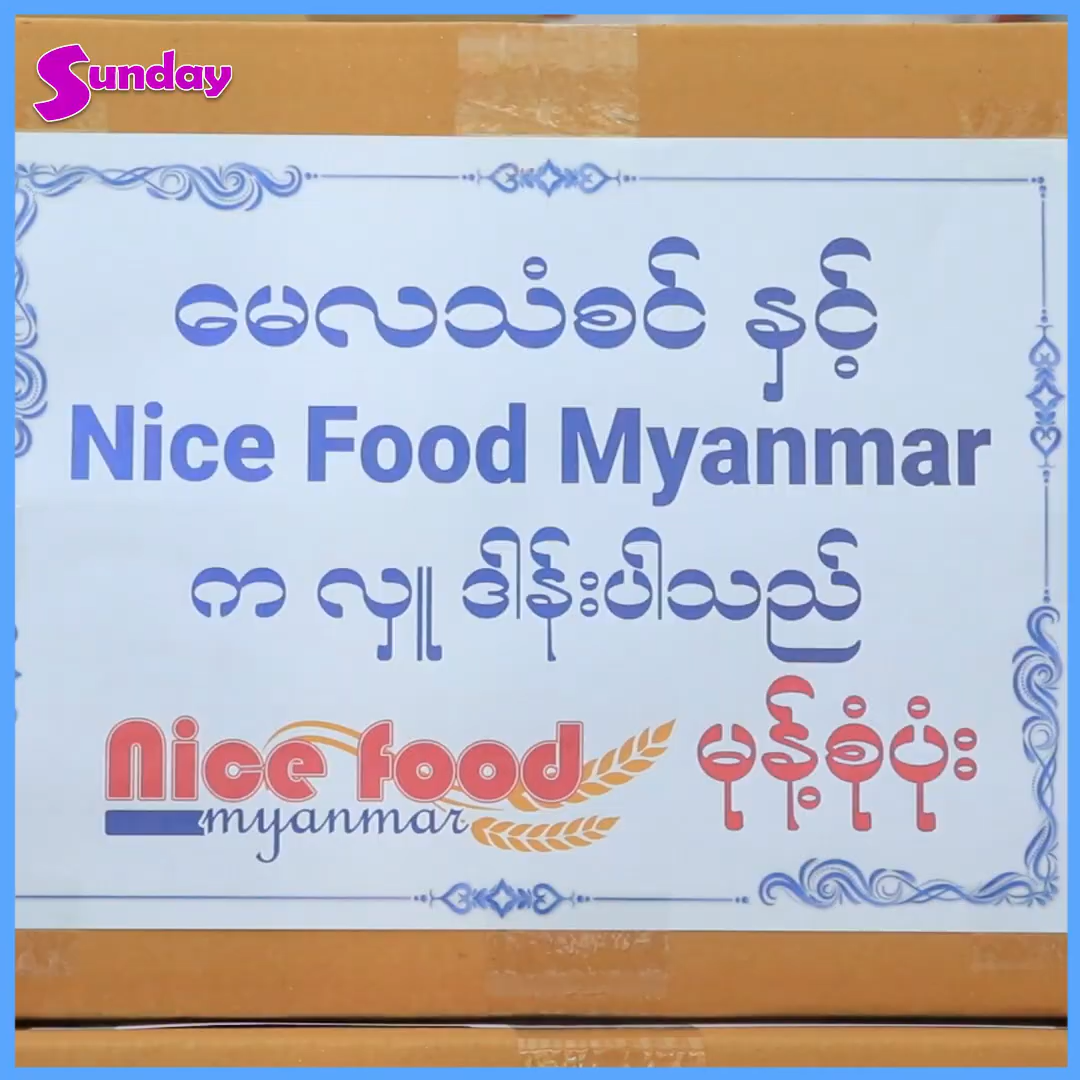 Sunday
မေလသံစင် နှင့်
Nice Food Myanmar
က လှူ ဒါန်းပါသည်
nice food
myanmar
မုန့်စုံပုံး